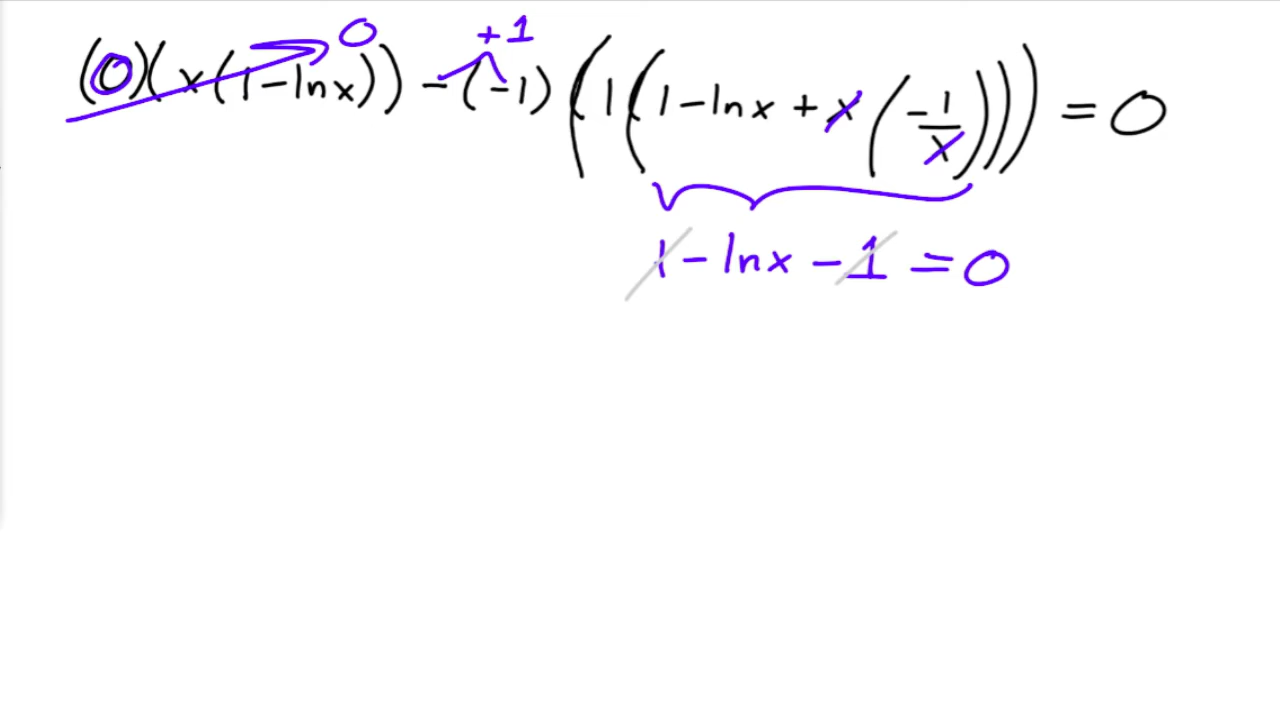 0 +1
(0)(x(1-lnx)) - (-1) (1(1-lnx + x(-1/x))) = 0
1 - lnx - 1 = 0